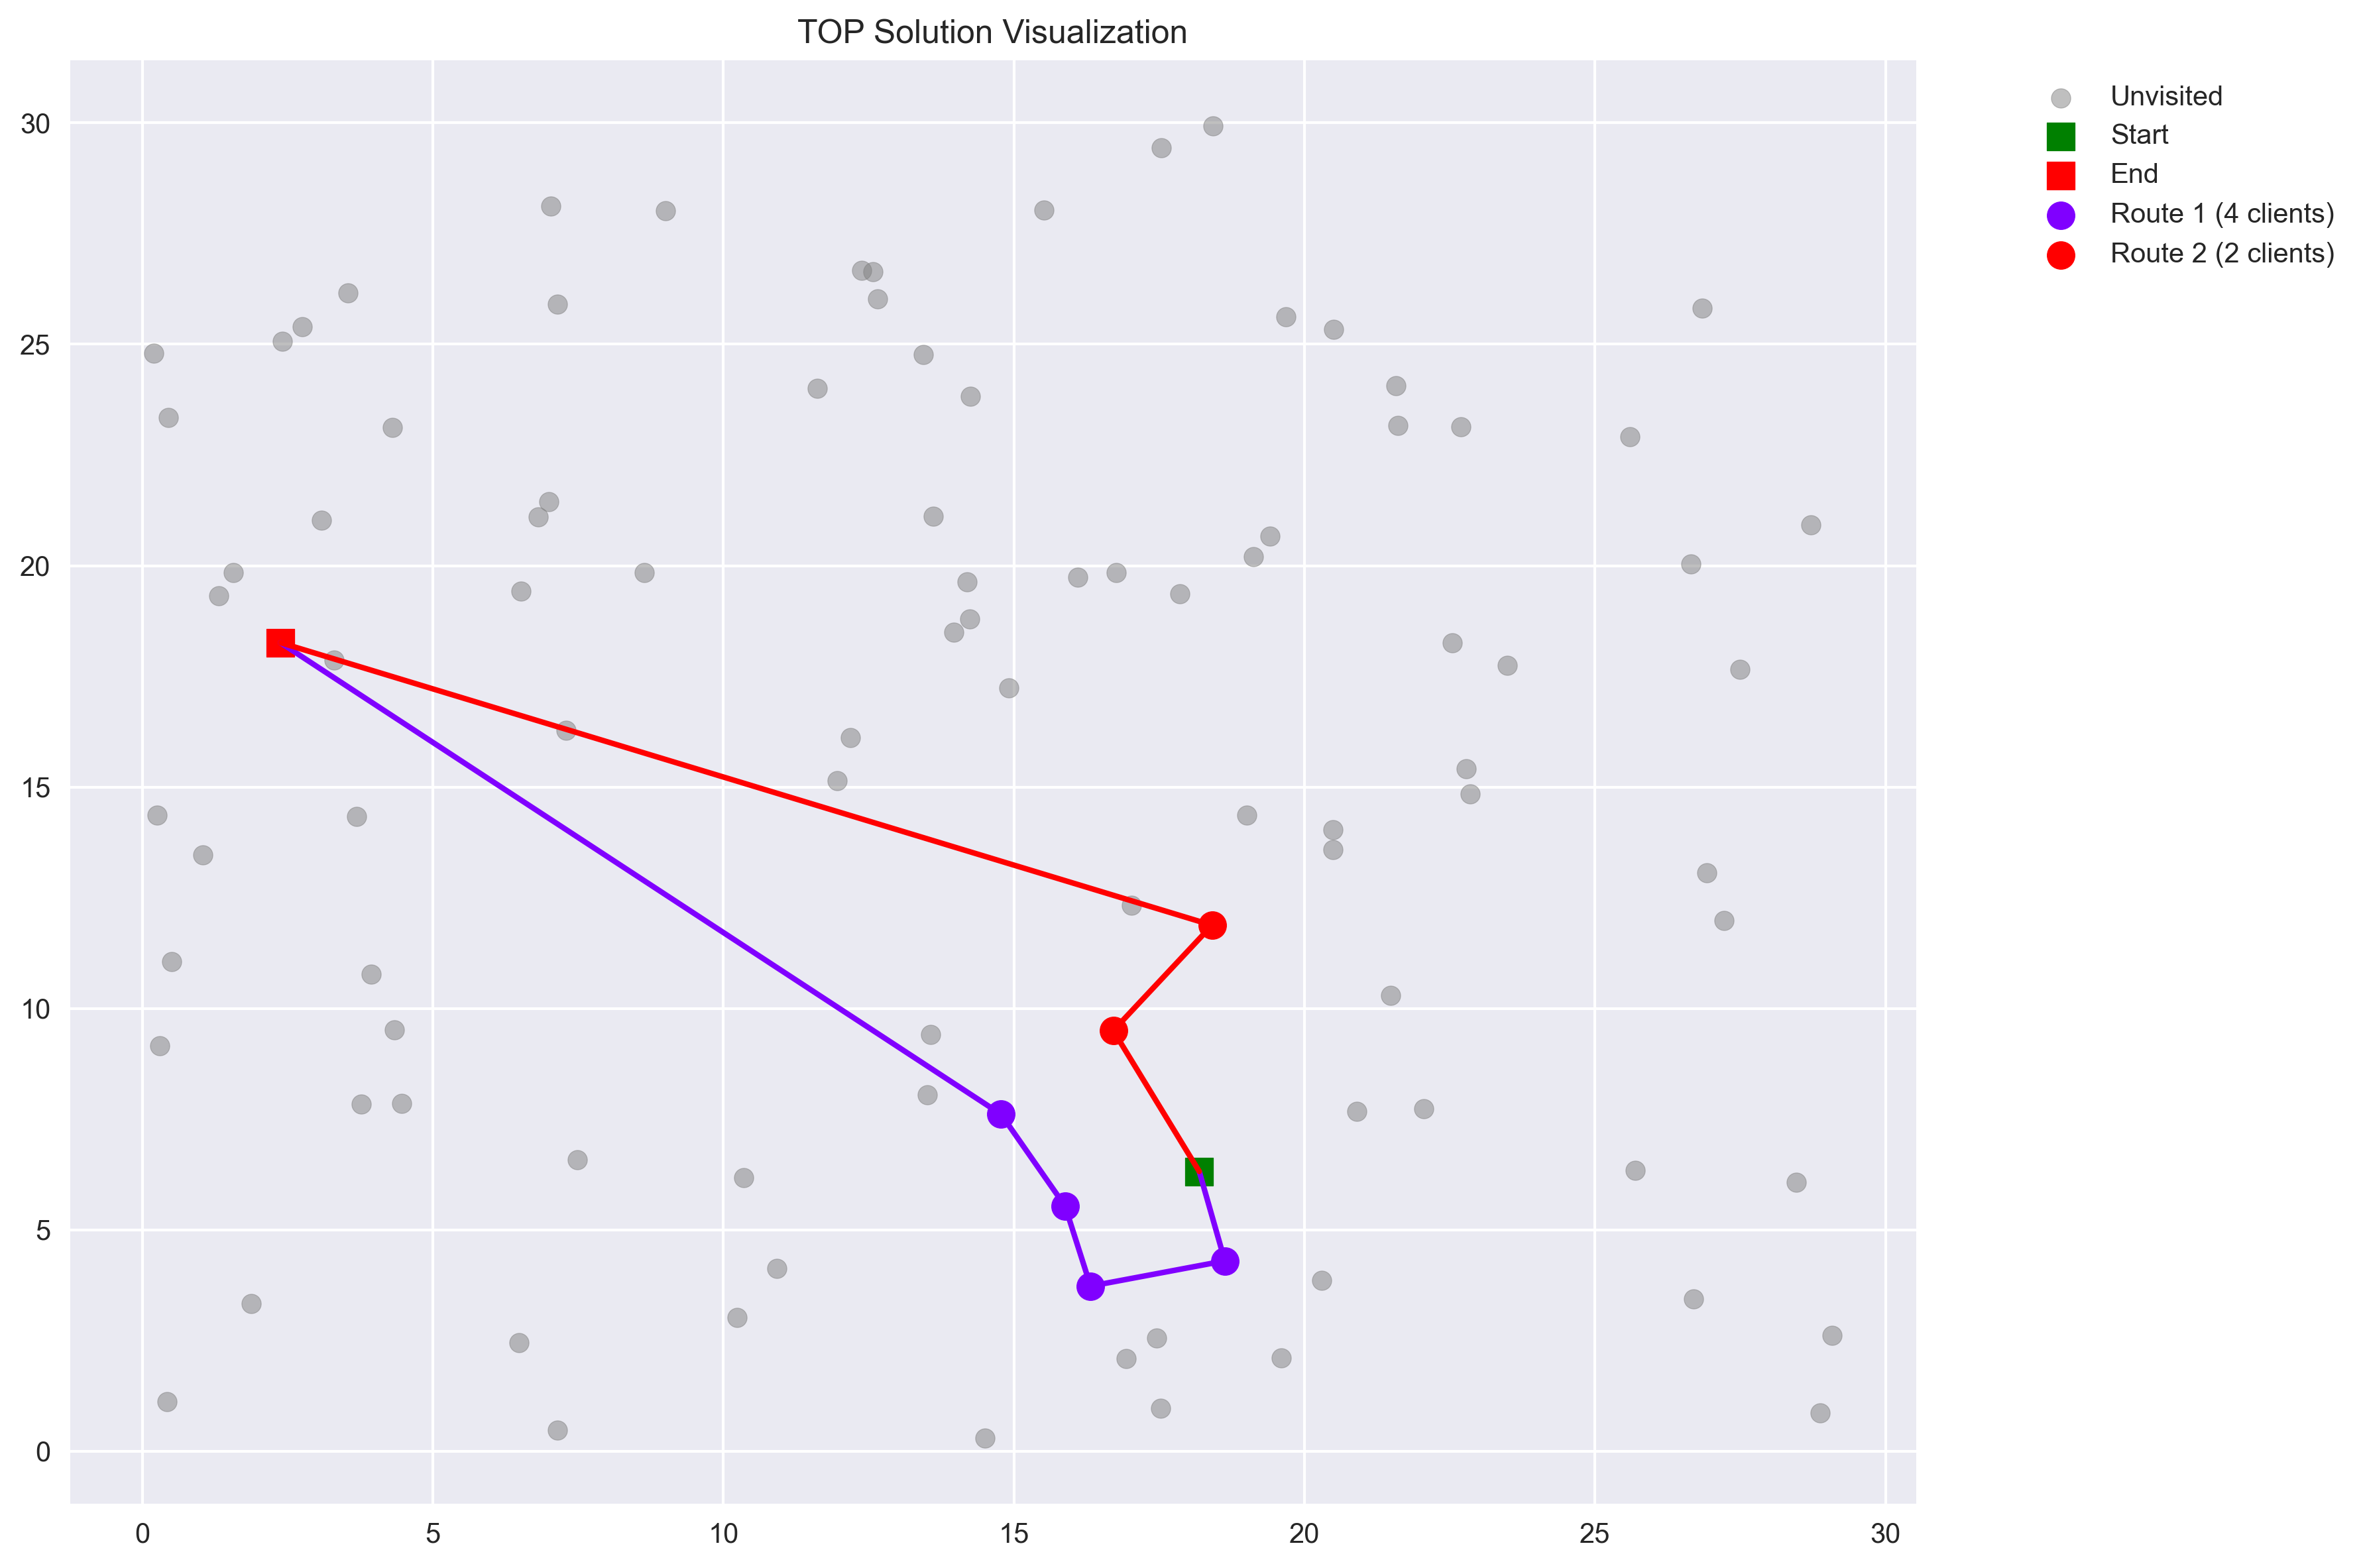 TOP Solution Visualization
Unvisited
Start
End
Route 1 (4 clients)
Route 2 (2 clients)
30
25
20
15
10
5
0
0 5 10 15 20 25 30